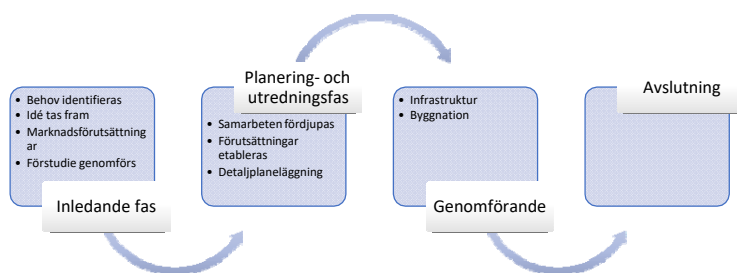 • Behov identifieras
• Idé tas fram
• Marknadsförutsättning
ar
• Förstudie genomförs
Inledande fas
Planering- och
utredningsfas
• Samarbeten fördjupas
• Förutsättningar
etableras
• Detaljplaneläggning
• Infrastruktur
• Byggnation
Genomförande
Avslutning